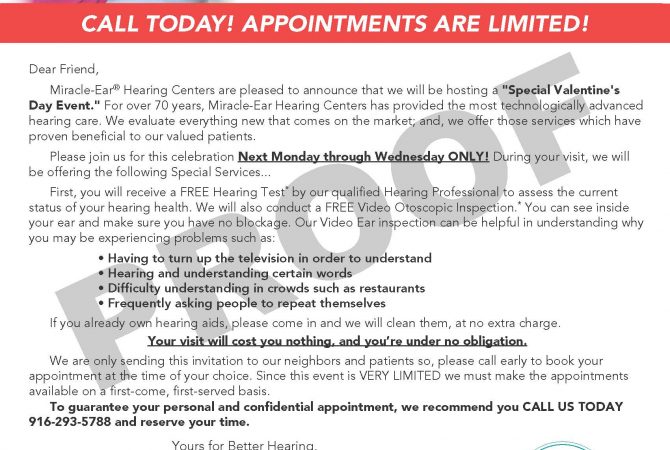 CALL TODAY! APPOINTMENTS ARE LIMITED!
Dear Friend,
Miracle-Ear® Hearing Centers are pleased to announce that we will be hosting a "Special Valentine's
Day Event." For over 70 years, Miracle-Ear Hearing Centers has provided the most technologically advanced
hearing care. We evaluate everything new that comes on the market; and, we offer those services which have
proven beneficial to our valued patients.
Please join us for this celebration Next Monday through Wednesday ONLY! During your visit, we will
be offering the following Special Services...
First, you will receive a FREE Hearing Test* by our qualified Hearing Professional to assess the current
status of your hearing health. We will also conduct a FREE Video Otoscopic Inspection.* You can see inside
your ear and make sure you have no blockage. Our Video Ear inspection can be helpful in understanding why
you may be experiencing problems such as:
• Having to turn up the television in order to understand
• Hearing and understanding certain words
• Difficulty understanding in crowds such as restaurants
• Frequently asking people to repeat themselves
If you already own hearing aids, please come in and we will clean them, at no extra charge.
Your visit will cost you nothing, and you're under no obligation.
We are only sending this invitation to our neighbors and patients so, please call early to book your
appointment at the time of your choice. Since this event is VERY LIMITED we must make the appointments
available on a first-come, first-served basis.
To guarantee your personal and confidential appointment, we recommend you CALL US TODAY
916-293-5788 and reserve your time.
Yours for Better Hearing,
PROOF